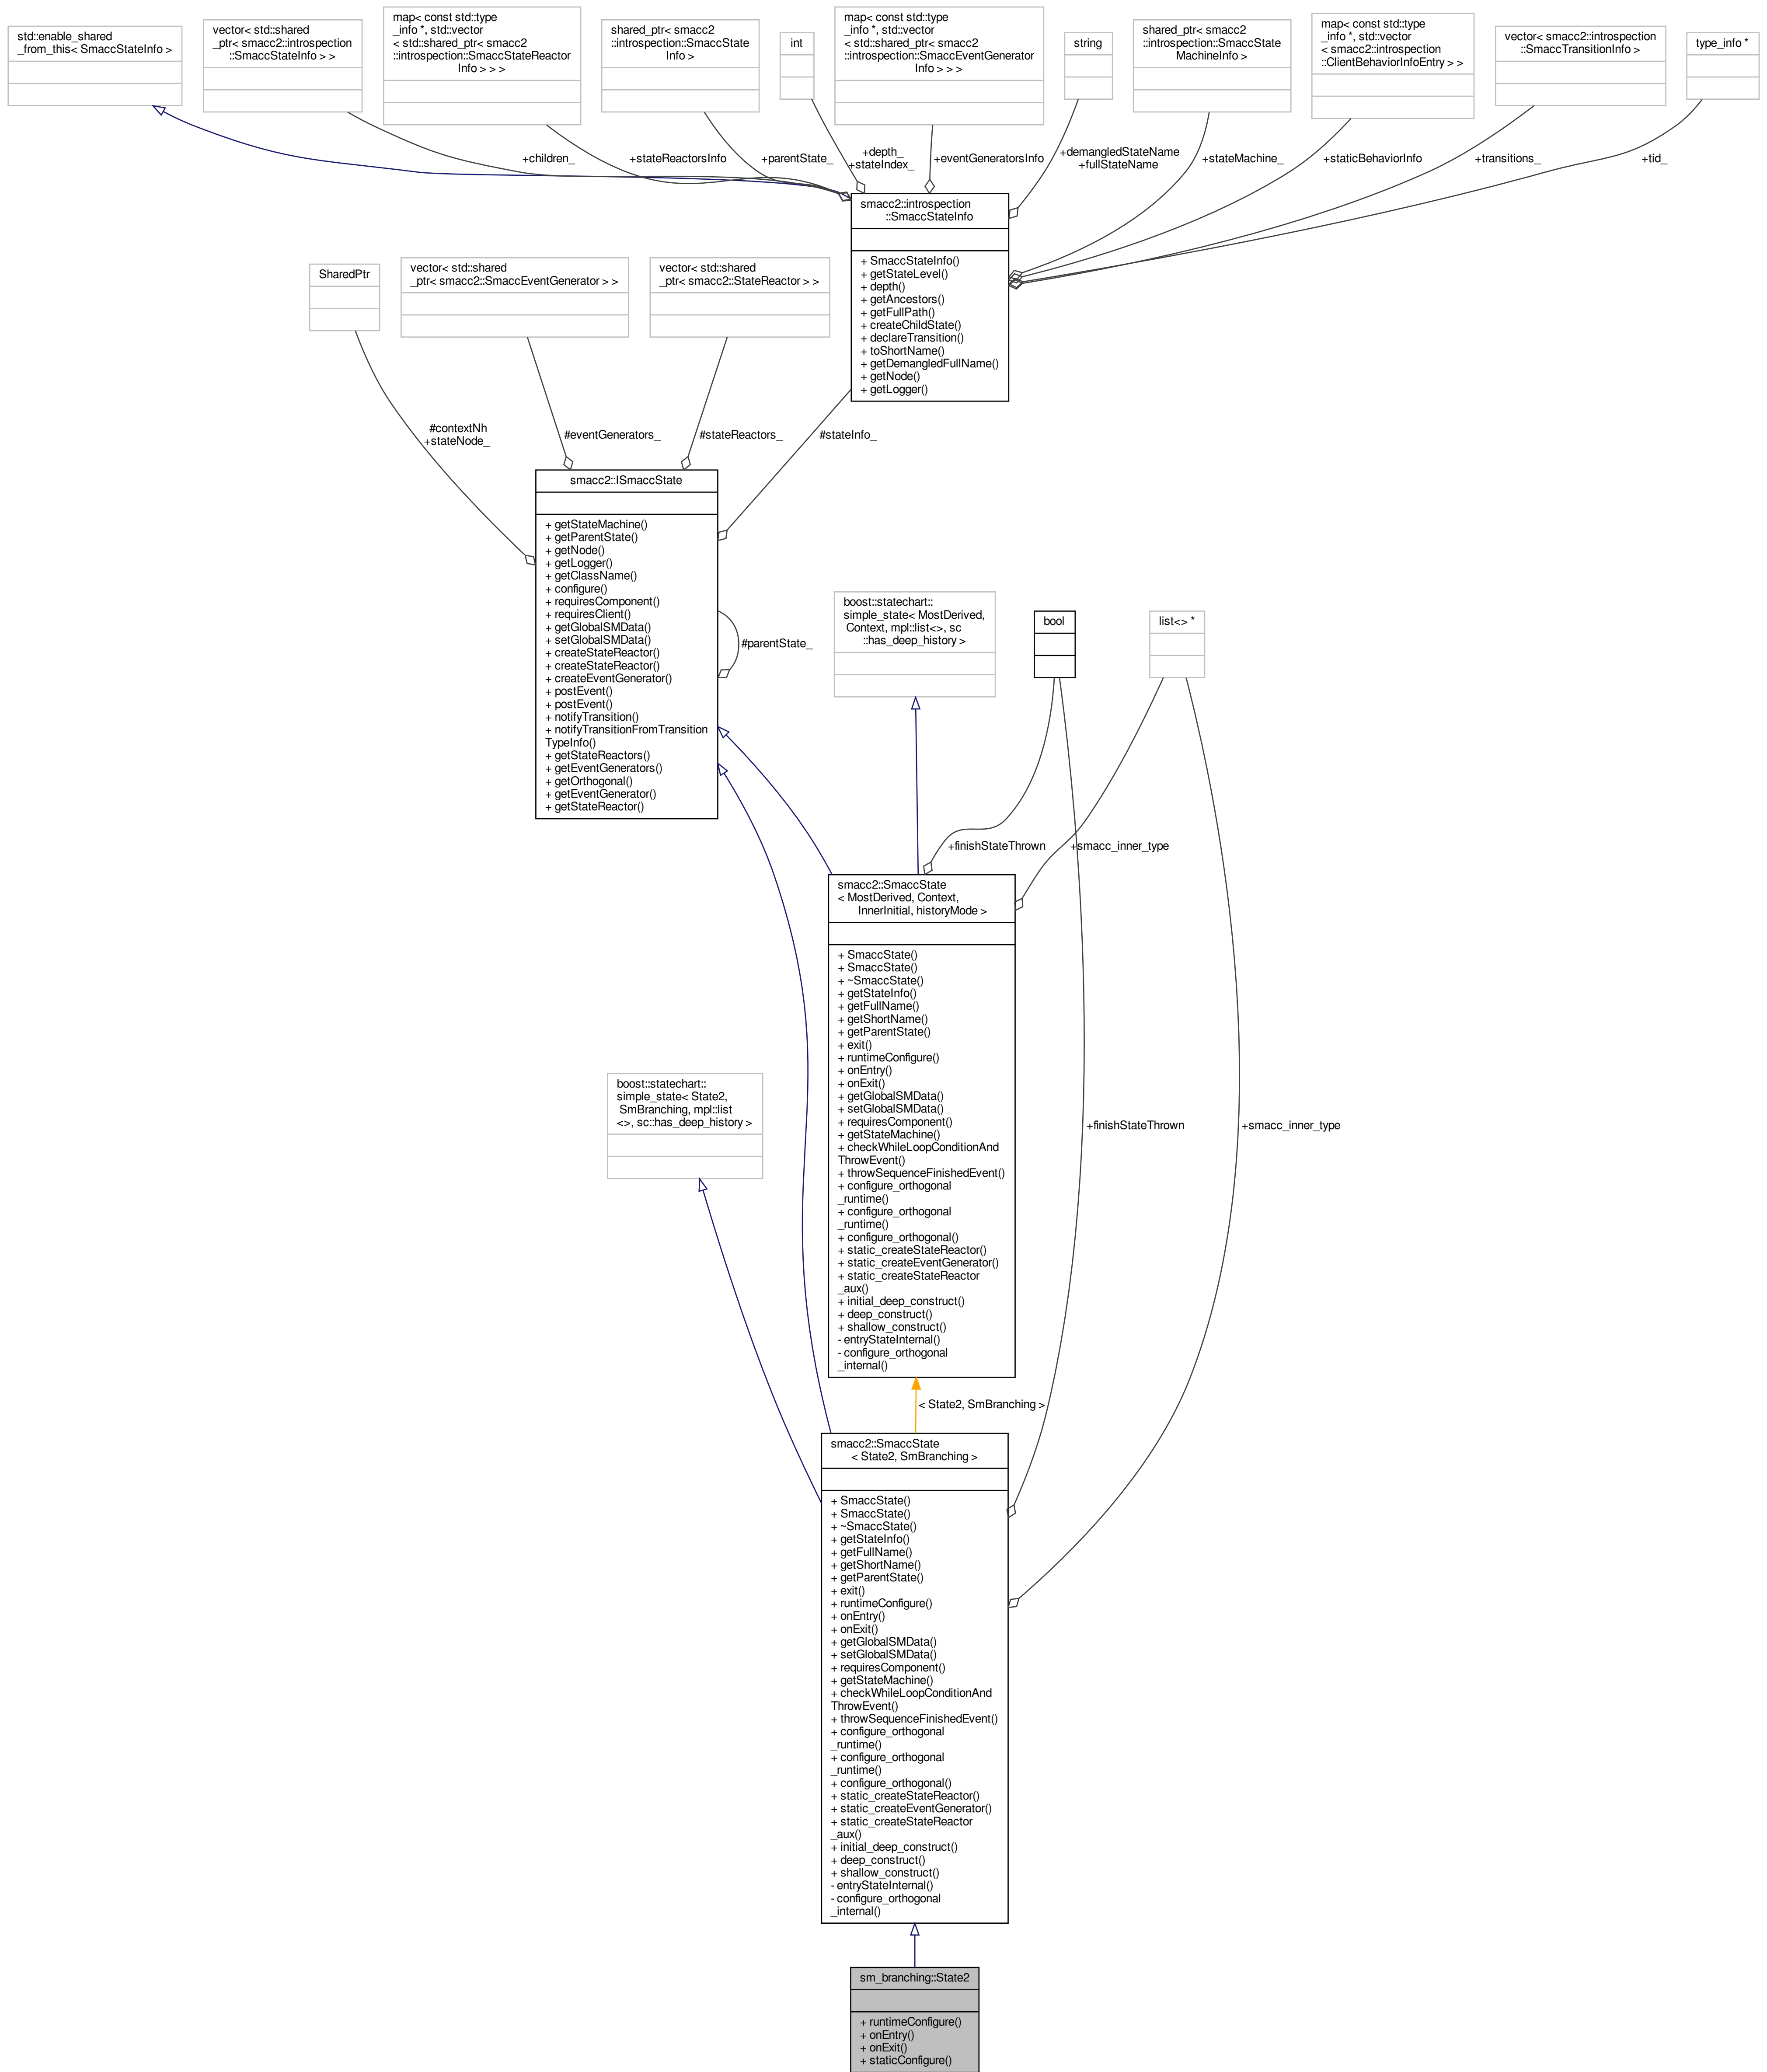 std::enable_shared
_from_this< SmaccStateInfo >
vector< std::shared
_ptr< smacc2::introspection
::SmaccStateInfo > >
map< const std::type
_info *, std::vector
< std::shared_ptr< smacc2
::introspection::SmaccStateReactor
Info > > >
shared_ptr< smacc2
::introspection::SmaccState
Info >
int
map< const std::type
_info *, std::vector
< std::shared_ptr< smacc2
::introspection::SmaccEventGenerator
Info > > >
string
shared_ptr< smacc2
::introspection::SmaccState
MachineInfo >
map< const std::type
_info *, std::vector
< smacc2::introspection
::ClientBehaviorInfoEntry > >
vector< smacc2::introspection
::SmaccTransitionInfo >
type_info *
+children_
+stateReactorsInfo
+parentState_
+depth_
+stateIndex_
+eventGeneratorsInfo
+demangledStateName
+fullStateName
+stateMachine_
+staticBehaviorInfo
+transitions_
+tid_
smacc2::introspection
::SmaccStateInfo
+ SmaccStateInfo()
+ getStateLevel()
+ depth()
+ getAncestors()
+ getFullPath()
+ createChildState()
+ declareTransition()
+ toShortName()
+ getDemangledFullName()
+ getNode()
+ getLogger()
SharedPtr
vector< std::shared
_ptr< smacc2::SmaccEventGenerator > >
vector< std::shared
_ptr< smacc2::StateReactor > >
#contextNh
+stateNode_
#eventGenerators_
#stateReactors_
#stateInfo_
smacc2::ISmaccState
+ getStateMachine()
+ getParentState()
+ getNode()
+ getLogger()
+ getClassName()
+ configure()
+ requiresComponent()
+ requiresClient()
+ getGlobalSMData()
+ setGlobalSMData()
+ createStateReactor()
+ createStateReactor()
+ createEventGenerator()
+ postEvent()
+ postEvent()
+ notifyTransition()
+ notifyTransitionFromTransition
TypeInfo()
+ getStateReactors()
+ getEventGenerators()
+ getOrthogonal()
+ getEventGenerator()
+ getStateReactor()
#parentState_
boost::statechart::
simple_state< MostDerived,
Context, mpl::list<>, sc
::has_deep_history >
bool
list<> *
+finishStateThrown
+smacc_inner_type
smacc2::SmaccState
< MostDerived, Context,
InnerInitial, historyMode >
+ SmaccState()
+ SmaccState()
+ ~SmaccState()
+ getStateInfo()
+ getFullName()
+ getShortName()
+ getParentState()
+ exit()
+ runtimeConfigure()
+ onEntry()
+ onExit()
+ getGlobalSMData()
+ setGlobalSMData()
+ requiresComponent()
+ getStateMachine()
+ checkWhileLoopConditionAnd
ThrowEvent()
+ throwSequenceFinishedEvent()
+ configure_orthogonal
_runtime()
+ configure_orthogonal
_runtime()
+ configure_orthogonal()
+ static_createStateReactor()
+ static_createEventGenerator()
+ static_createStateReactor
_aux()
+ initial_deep_construct()
+ deep_construct()
+ shallow_construct()
- entryStateInternal()
- configure_orthogonal
_internal()
boost::statechart::
simple_state< State2,
SmBranching, mpl::list
<>, sc::has_deep_history >
+finishStateThrown
+smacc_inner_type
< State2, SmBranching >
smacc2::SmaccState
< State2, SmBranching >
+ SmaccState()
+ SmaccState()
+ ~SmaccState()
+ getStateInfo()
+ getFullName()
+ getShortName()
+ getParentState()
+ exit()
+ runtimeConfigure()
+ onEntry()
+ onExit()
+ getGlobalSMData()
+ setGlobalSMData()
+ requiresComponent()
+ getStateMachine()
+ checkWhileLoopConditionAnd
ThrowEvent()
+ throwSequenceFinishedEvent()
+ configure_orthogonal
_runtime()
+ configure_orthogonal
_runtime()
+ configure_orthogonal()
+ static_createStateReactor()
+ static_createEventGenerator()
+ static_createStateReactor
_aux()
+ initial_deep_construct()
+ deep_construct()
+ shallow_construct()
- entryStateInternal()
- configure_orthogonal
_internal()
sm_branching::State2
+ runtimeConfigure()
+ onEntry()
+ onExit()
+ staticConfigure()